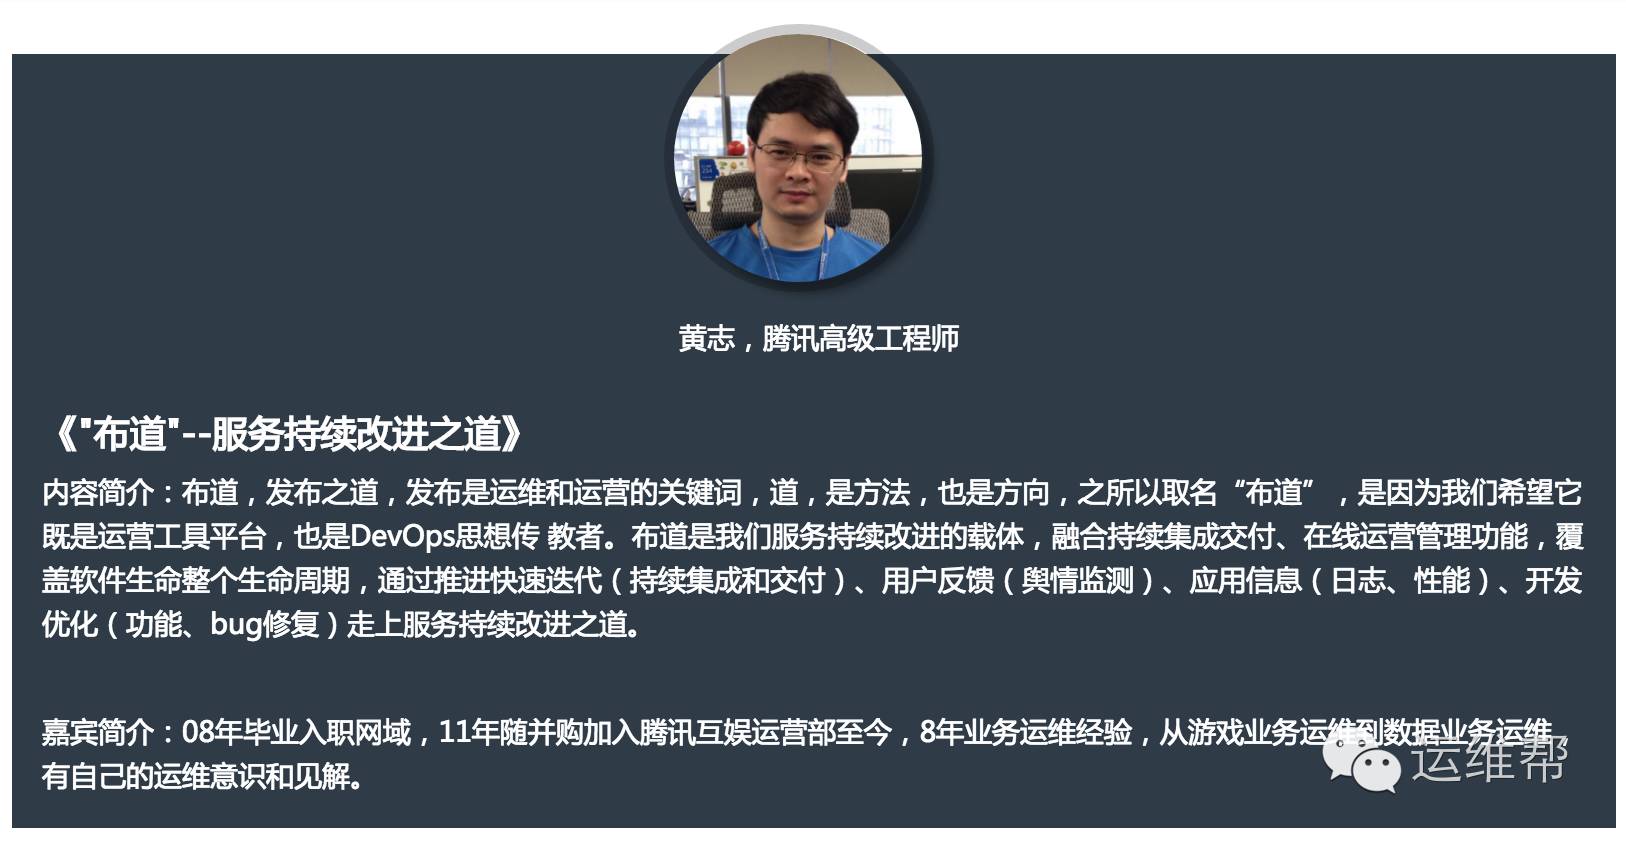 黄志，腾讯高级工程师
《"布道"--服务持续改进之道》
内容简介：布道，发布之道，发布是运维和运营的关键词，道，是方法，也是方向，之所以取名“布道”，是因为我们希望它
既是运营工具平台，也是DevOps思想传 教者。布道是我们服务持续改进的载体，融合持续集成交付、在线运营管理功能，覆
盖软件生命整个生命周期，通过推进快速迭代（持续集成和交付）、用户反馈（舆情监测）、应用信息（日志、性能）、开发
优化（功能、bug修复）走上服务持续改进之道。
嘉宾简介：08年毕业入职网域，11年随并购加入腾讯互娱运营部至今，8年业务运维经验，从游戏业务运维到数据业务运维
有自己的运维意识和见解。
运维帮